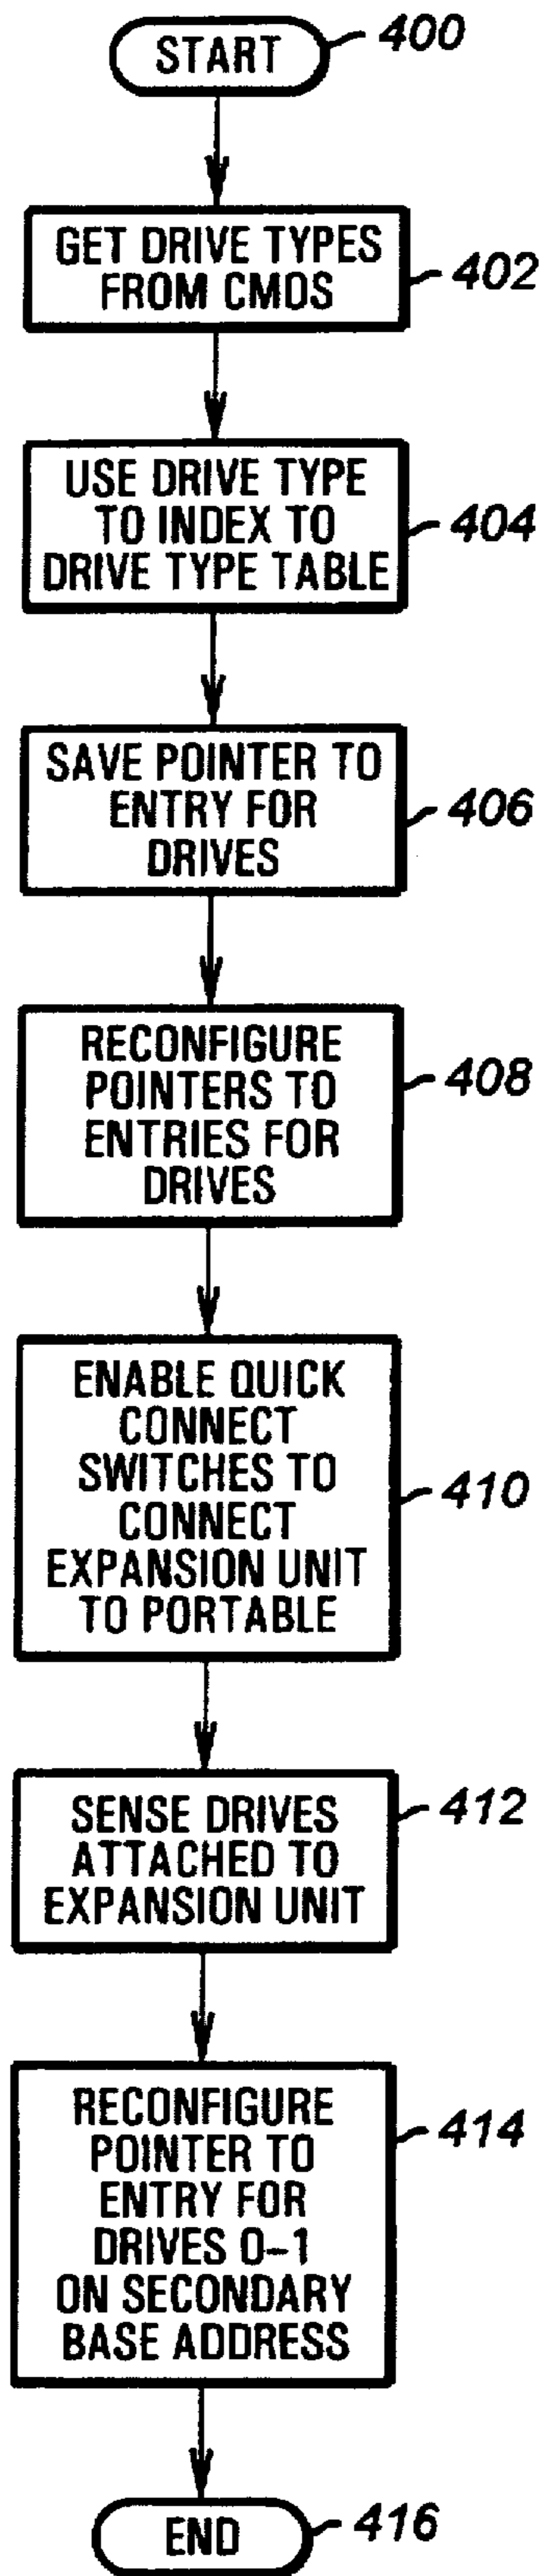 START
400
GET DRIVE TYPES
FROM CMOS
402
USE DRIVE TYPE
TO INDEX TO
DRIVE TYPE TABLE
404
SAVE POINTER TO
ENTRY FOR
DRIVES
406
RECONFIGURE
POINTERS TO
ENTRIES FOR
DRIVES
408
ENABLE QUICK
CONNECT
SWITCHES TO
CONNECT
EXPANSION UNIT
TO PORTABLE
410
SENSE DRIVES
ATTACHED TO
EXPANSION UNIT
412
RECONFIGURE
POINTER TO
ENTRY FOR
DRIVES 0-1
ON SECONDARY
BASE ADDRESS
414
END
416